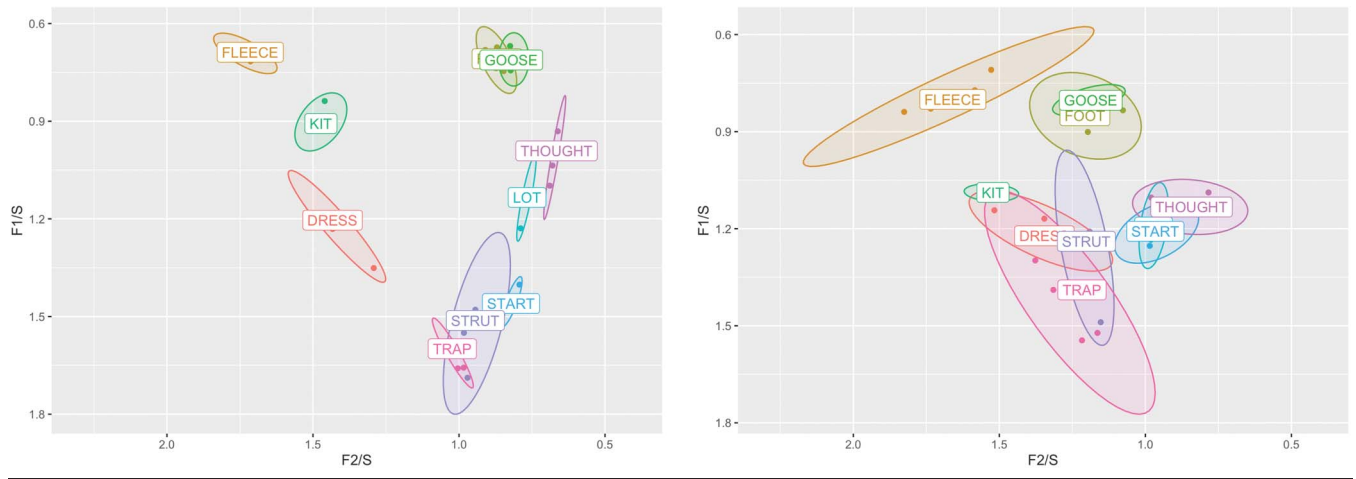 0.6
FLEECE
GOOSE
0.9
KIT
THOUGHT
LOT
1.2
DRESS
START
1.5
STRUT
TRAP
1.8
2.0 1.5 1.0 0.5
F1/S
F2/S
0.6
FLEECE
GOOSE
0.9
FOOT
KIT
THOUGHT
1.2
START
DRESS
STRUT
TRAP
1.5
1.8
2.0 1.5 1.0 0.5
F1/S
F2/S